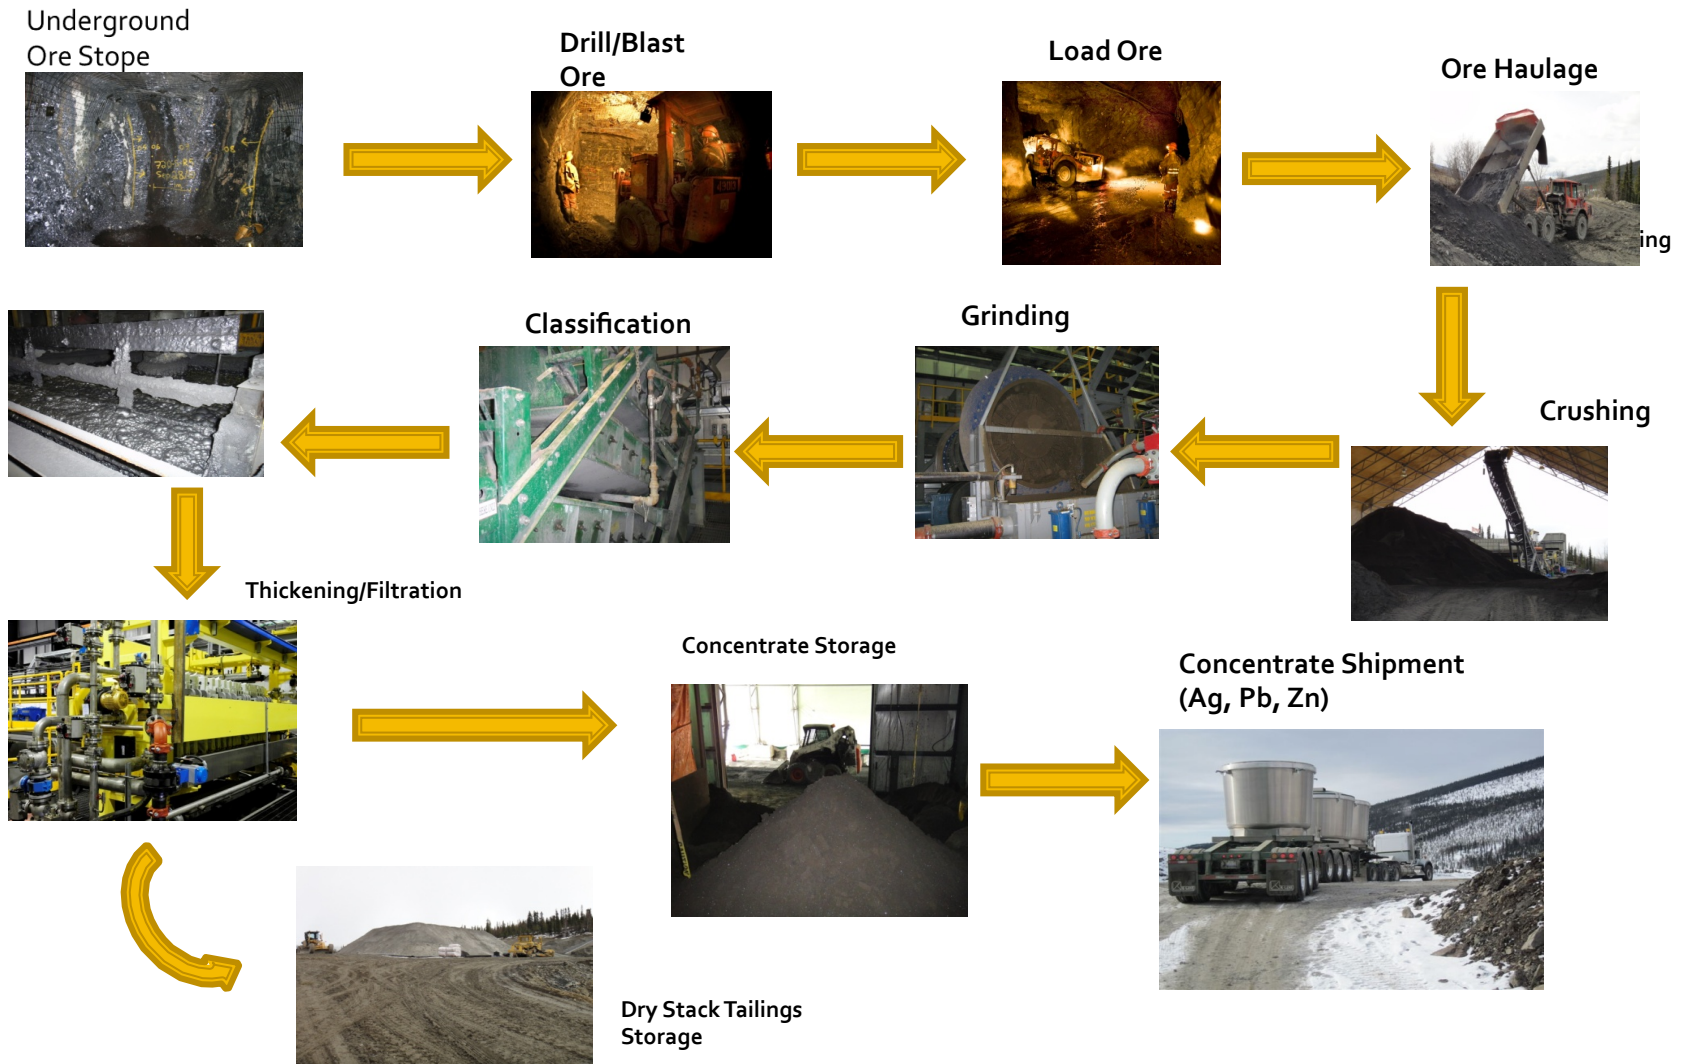 Underground
Ore Stope
Drill/Blast
Ore
Load Ore
Ore Haulage
ing
Classification
Grinding
Crushing
Thickening/Filtration
Concentrate Storage
Concentrate Shipment
(Ag, Pb, Zn)
Dry Stack Tailings
Storage